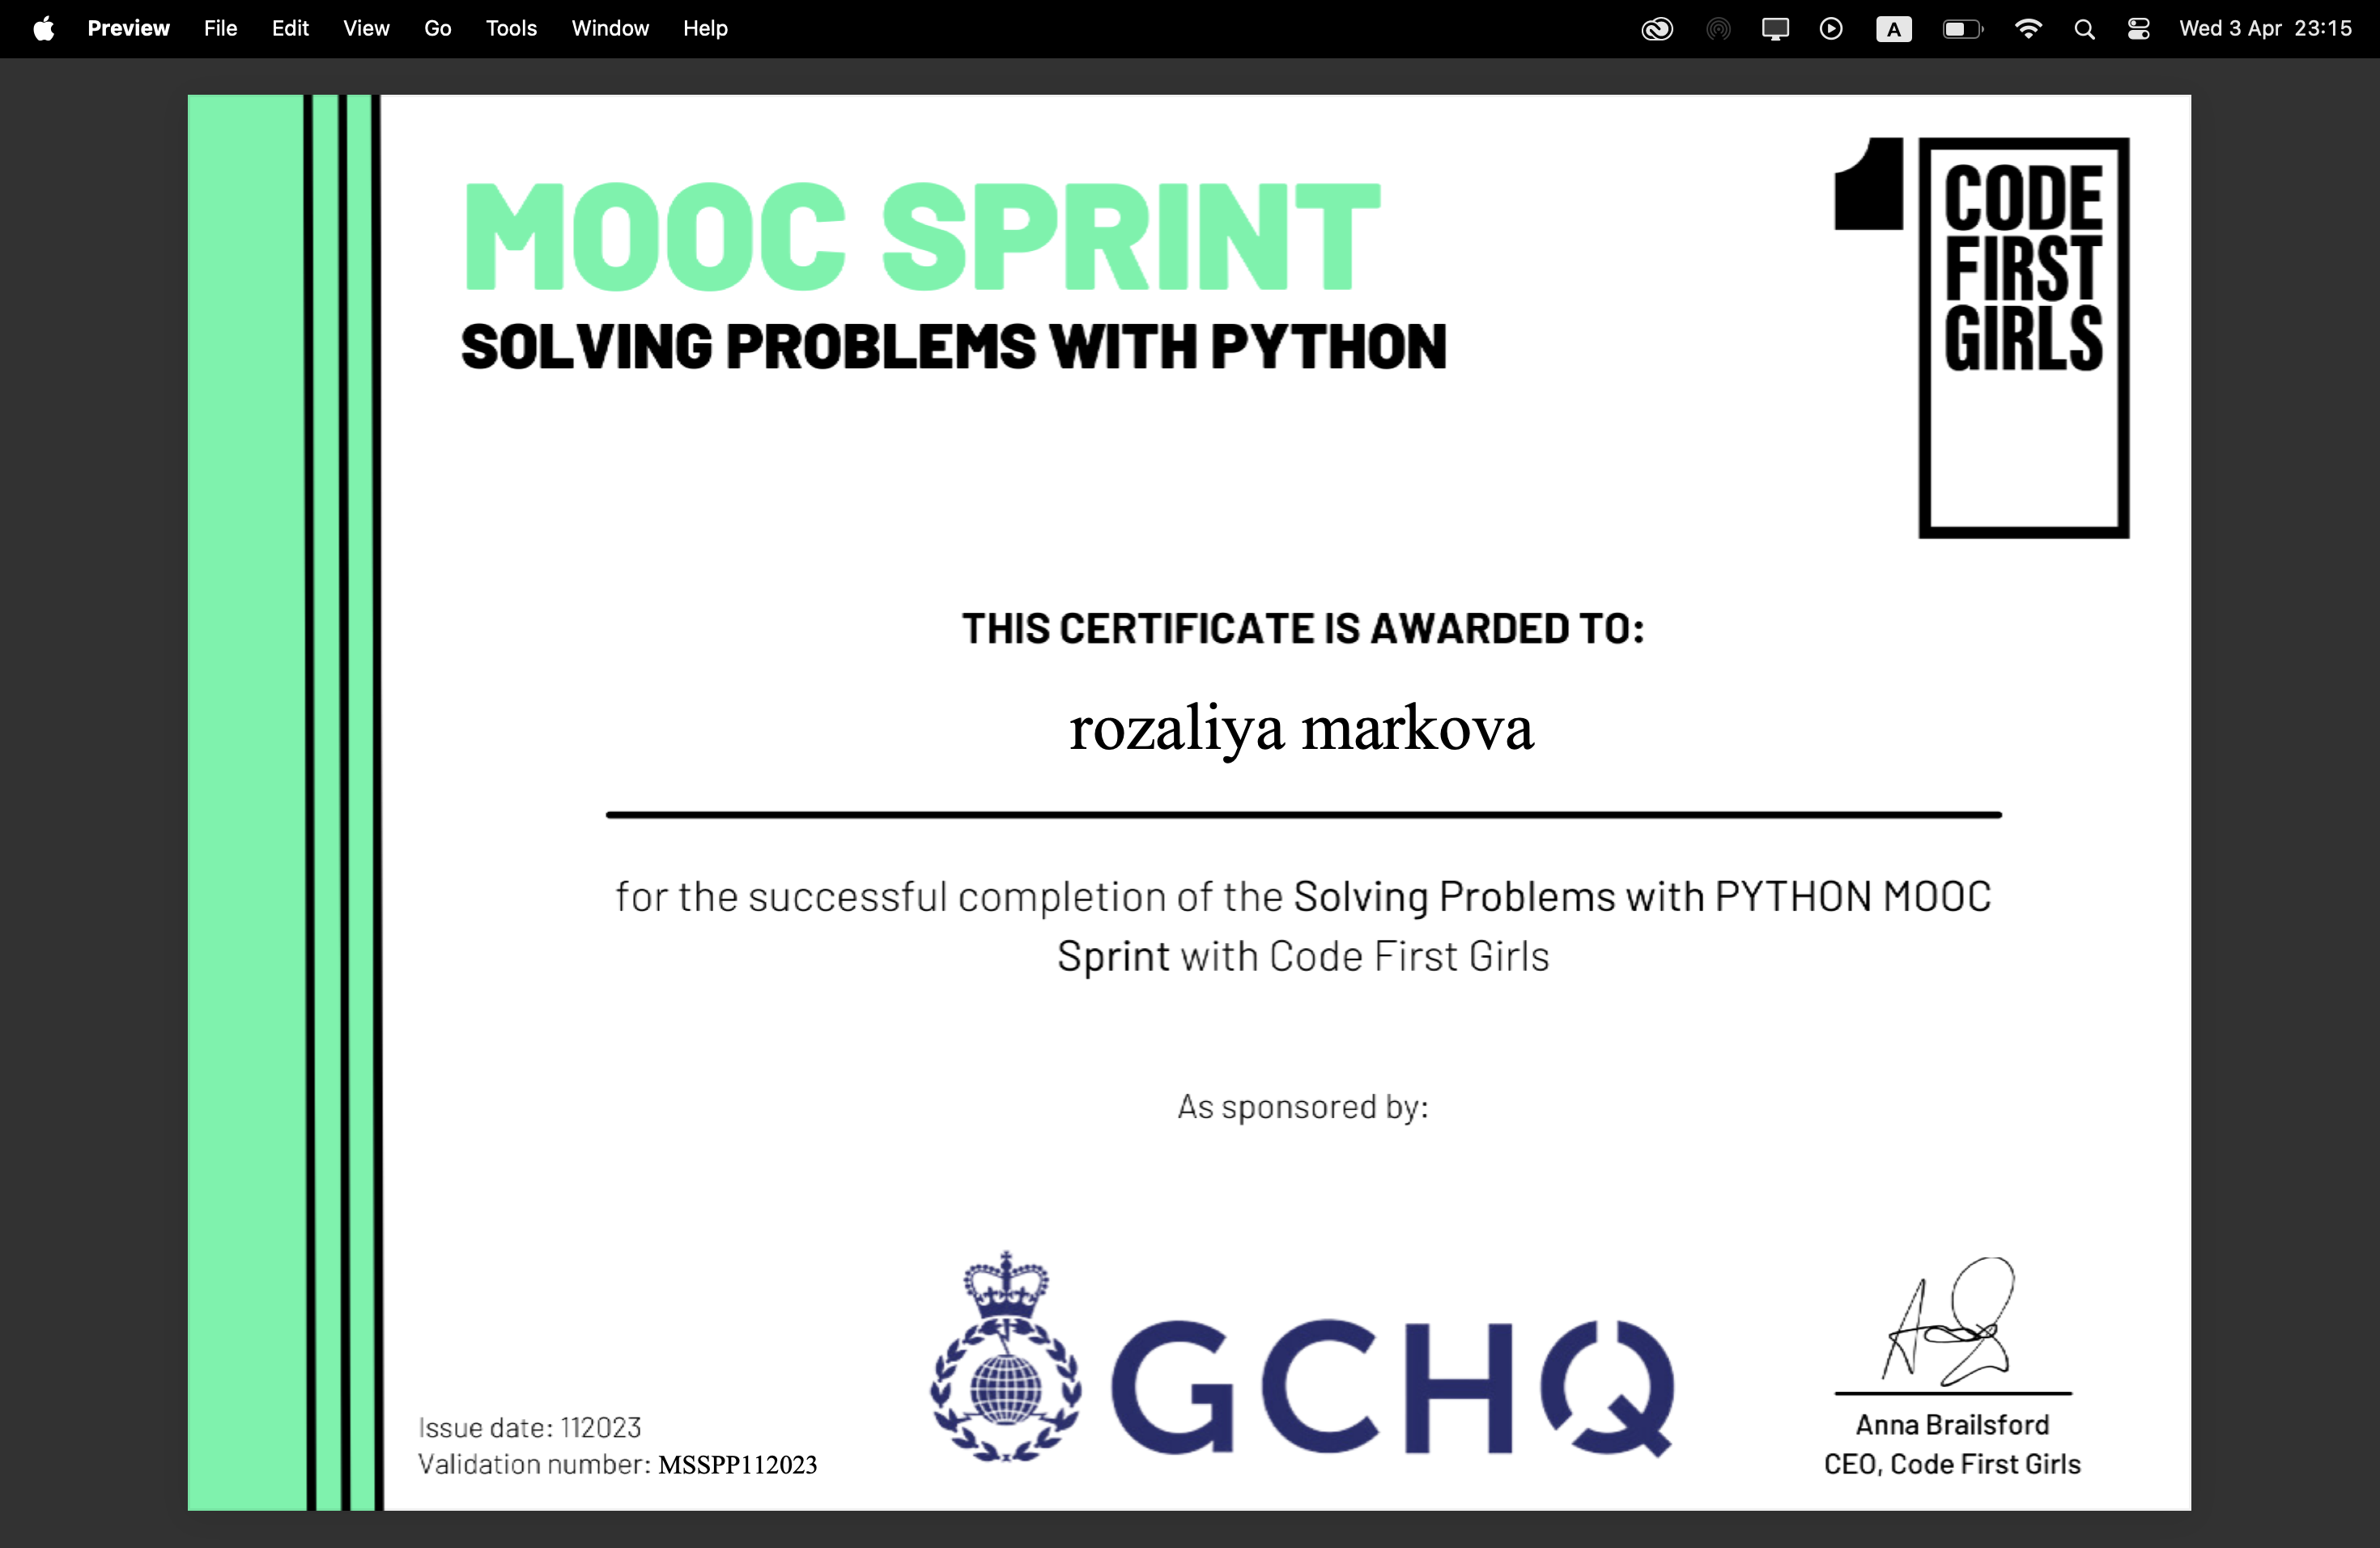 Preview File Edit View Go Tools Window Help A Wed 3 Apr 23:15
MOOC SPRINT
SOLVING PROBLEMS WITH PYTHON
CODE
FIRST
GIRLS
THIS CERTIFICATE IS AWARDED TO:
rozaliya markova
for the successful completion of the Solving Problems with PYTHON MOOC
Sprint with Code First Girls
As sponsored by:
GCHQ
Issue date: 112023
Validation number: MSSPP112023
Anna Brailsford
CEO, Code First Girls